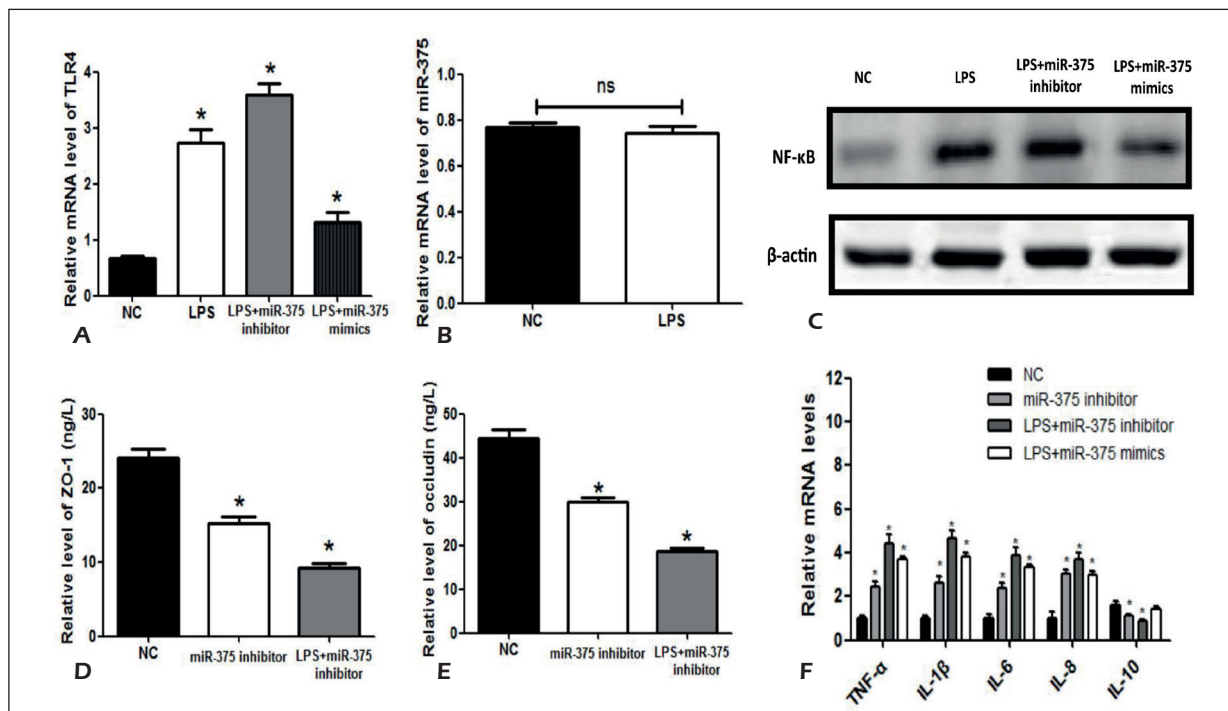 Relative mRNA level of TLR4
4
3
2
1
0
*
*
*
NC
LPS
LPS+miR-375
inhibitor
LPS+miR-375
mimics
A
Relative mRNA level of miR-375
1.0
0.8
0.6
0.4
0.2
0.0
ns
NC
LPS
B
NC
LPS
LPS+miR-375
inhibitor
LPS+miR-375
mimics
NF-κB
β-actin
C
Relative level of ZO-1 (ng/L)
30
20
10
0
*
*
NC
miR-375 inhibitor
LPS+miR-375
inhibitor
D
Relative level of occludin (ng/L)
50
40
30
20
10
0
*
*
NC
miR-375 inhibitor
LPS+miR-375
inhibitor
E
Relative mRNA levels
12
10
8
6
4
2
0
NC
miR-375 inhibitor
LPS+miR-375 inhibitor
LPS+miR-375 mimics
* * *
* * *
* * *
* * *
* *
TNF-α
IL-1β
IL-6
IL-8
IL-10
F